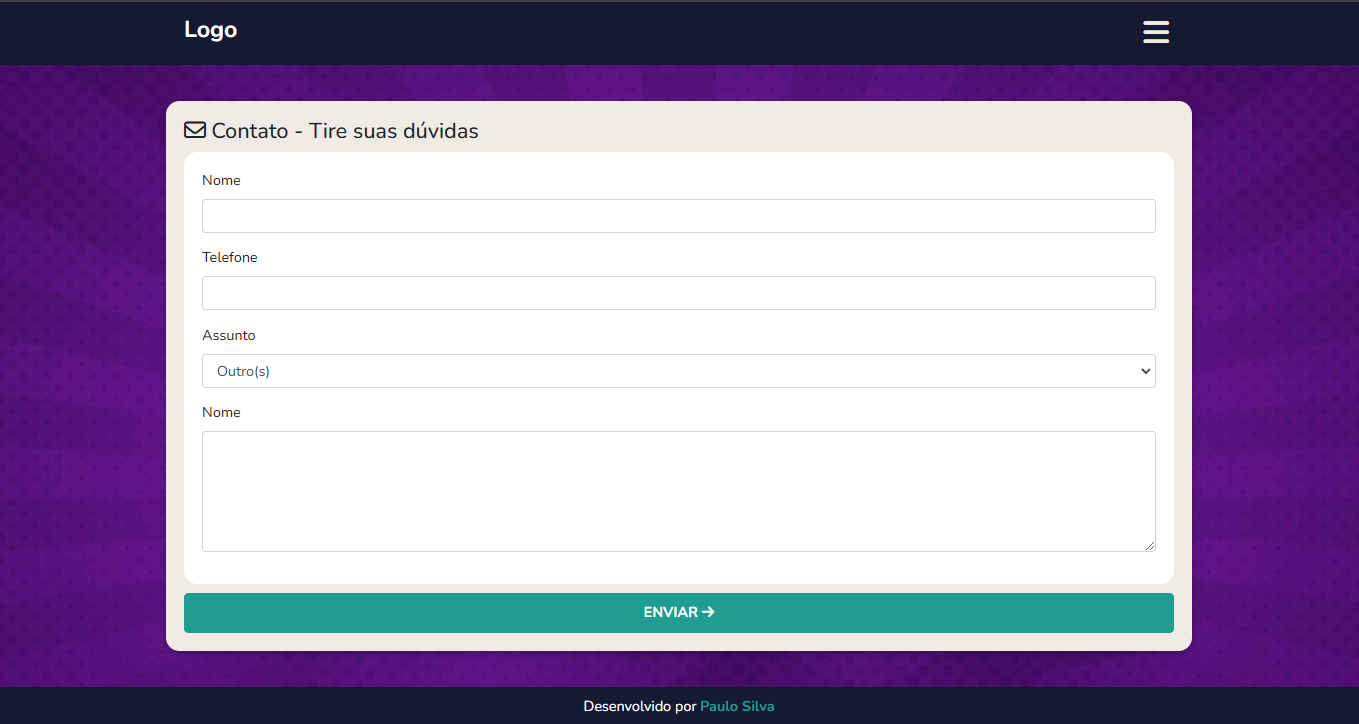 Logo
Contato - Tire suas dúvidas
Nome
Telefone
Assunto
Outro(s)
Nome
ENVIAR
Desenvolvido por Paulo Silva